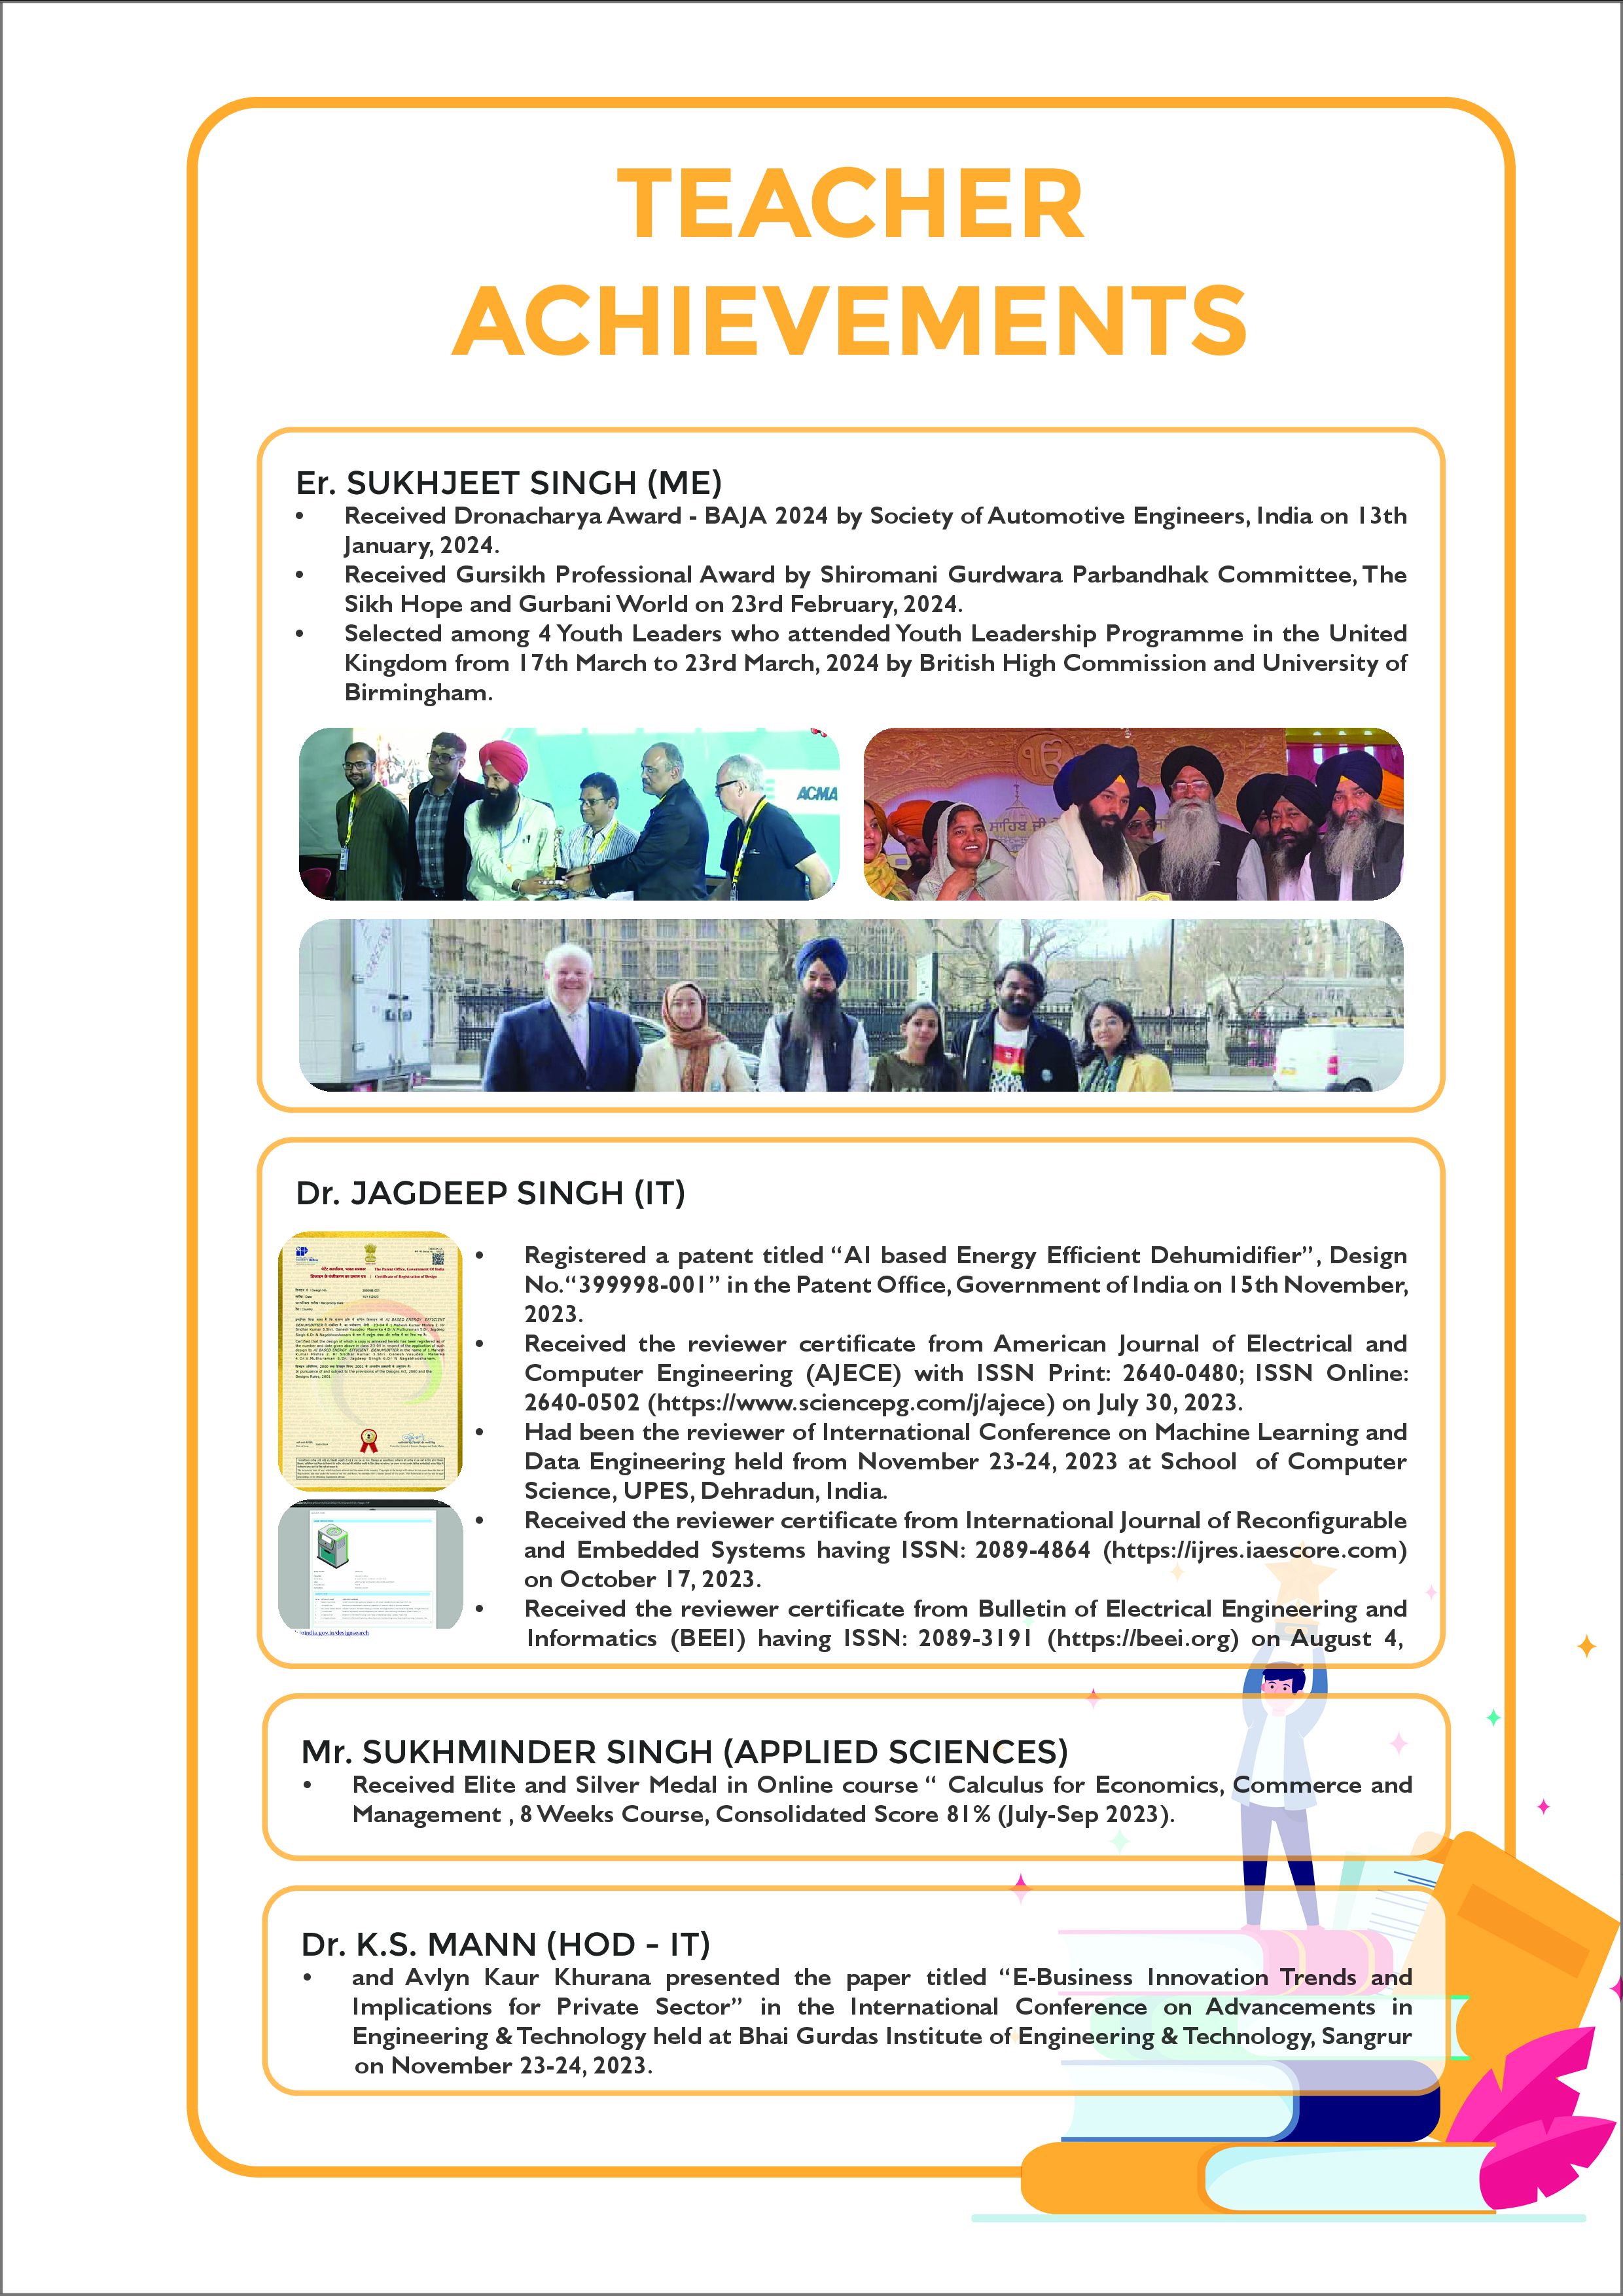 TEACHER
ACHIEVEMENTS
Er. SUKHJEET SINGH (ME)
• Received Dronacharya Award - BAJA 2024 by Society of Automotive Engineers, India on 13th
January, 2024.
• Received Gursikh Professional Award by Shiromani Gurdwara Parbandhak Committee, The
Sikh Hope and Gurbani World on 23rd February, 2024.
• Selected among 4 Youth Leaders who attended Youth Leadership Programme in the United
Kingdom from 17th March to 23rd March, 2024 by British High Commission and University of
Birmingham.
ACMA
ੴ
ਸਾਹਿਬ ਜੀ
Dr. JAGDEEP SINGH (IT)
The Patent Office, Government Of India
Certificate of Registration of Design
• Registered a patent titled “AI based Energy Efficient Dehumidifier”, Design
No.“399998-001” in the Patent Office, Government of India on 15th November,
2023.
• Received the reviewer certificate from American Journal of Electrical and
Computer Engineering (AJECE) with ISSN Print: 2640-0480; ISSN Online:
2640-0502 (https://www.sciencepg.com/j/ajece) on July 30, 2023.
• Had been the reviewer of International Conference on Machine Learning and
Data Engineering held from November 23-24, 2023 at School of Computer
Science, UPES, Dehradun, India.
• Received the reviewer certificate from International Journal of Reconfigurable
and Embedded Systems having ISSN: 2089-4864 (https://ijres.iaescore.com)
on October 17, 2023.
• Received the reviewer certificate from Bulletin of Electrical Engineering and
Informatics (BEEI) having ISSN: 2089-3191 (https://beei.org) on August 4,
Mr. SUKHMINDER SINGH (APPLIED SCIENCES)
• Received Elite and Silver Medal in Online course “ Calculus for Economics, Commerce and
Management , 8 Weeks Course, Consolidated Score 81% (July-Sep 2023).
Dr. K.S. MANN (HOD - IT)
• and Avlyn Kaur Khurana presented the paper titled “E-Business Innovation Trends and
Implications for Private Sector” in the International Conference on Advancements in
Engineering & Technology held at Bhai Gurdas Institute of Engineering & Technology, Sangrur
on November 23-24, 2023.